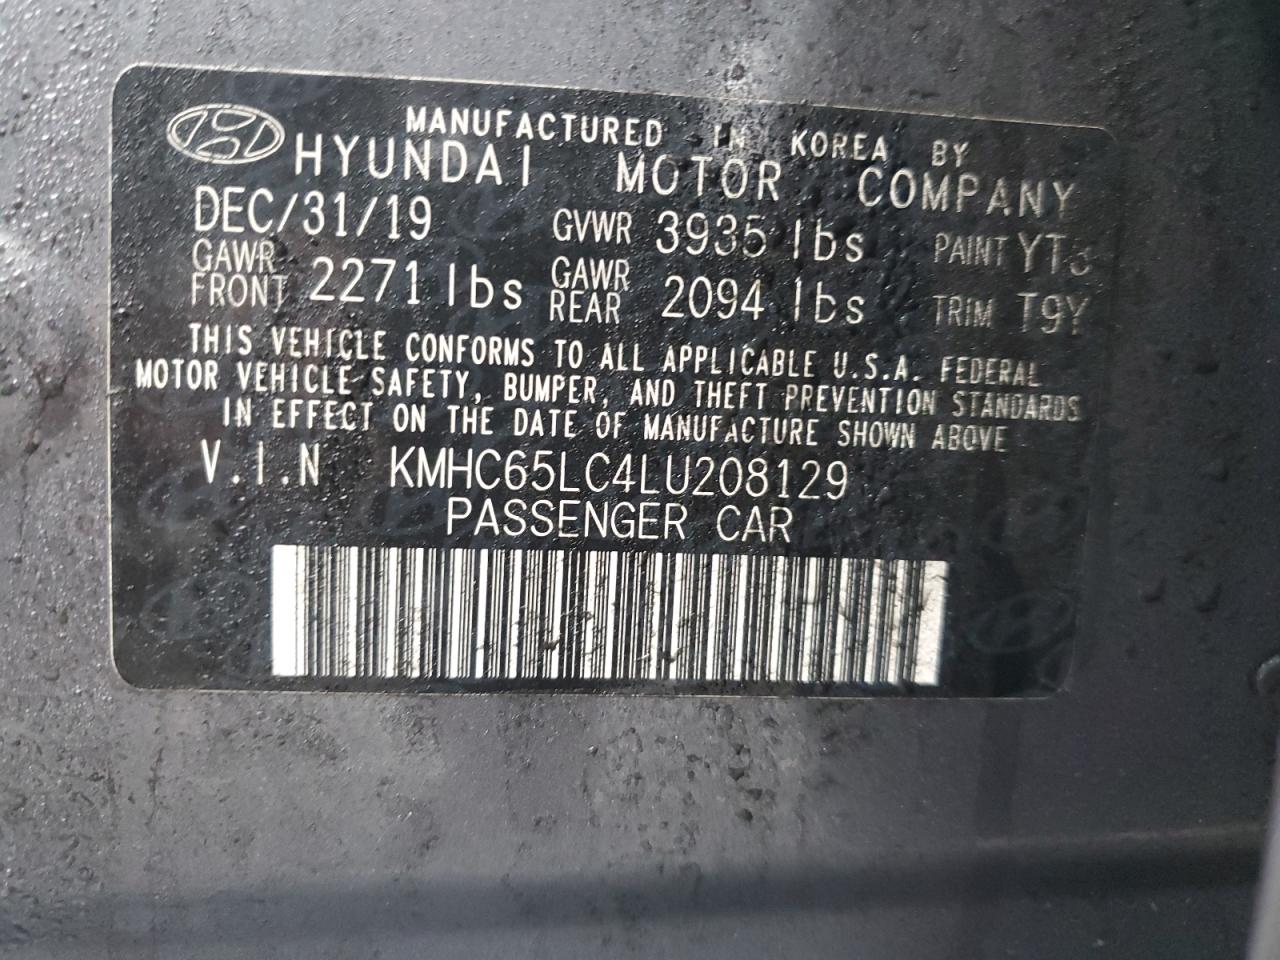 MANUFACTURED IN KOREA BY
HYUNDAI MOTOR COMPANY
DEC/31/19 GVWR 3935 lbs PAINT YT3
GAWR FRONT 2271 lbs GAWR REAR 2094 lbs TRIM T9Y
THIS VEHICLE CONFORMS TO ALL APPLICABLE U.S.A. FEDERAL
MOTOR VEHICLE SAFETY, BUMPER, AND THEFT PREVENTION STANDARDS
IN EFFECT ON THE DATE OF MANUFACTURE SHOWN ABOVE
V.I.N KMHC65LC4LU208129
PASSENGER CAR